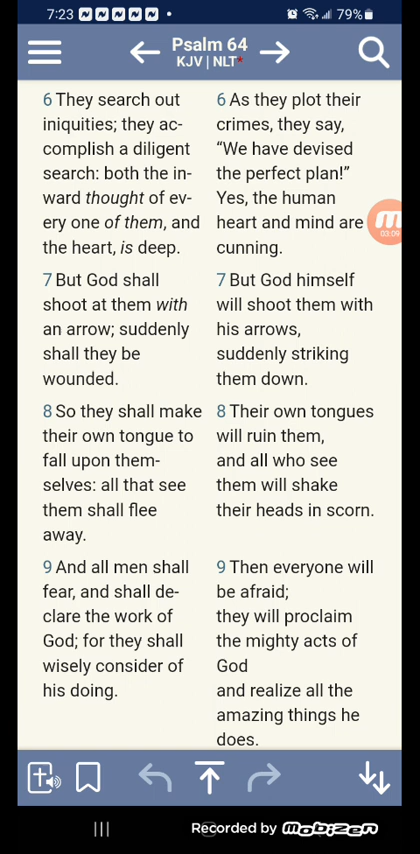 7:23
79%
Psalm 64
KJV | NLT*
6 They search out
iniquities; they ac-
complish a diligent
search: both the in-
ward thought of ev-
ery one of them, and
the heart, is deep.
7 But God shall
shoot at them with
an arrow; suddenly
shall they be
wounded.
8 So they shall make
their own tongue to
fall upon them-
selves: all that see
them shall flee
away.
9 And all men shall
fear, and shall de-
clare the work of
God; for they shall
wisely consider of
his doing.
6 As they plot their
crimes, they say,
“We have devised
the perfect plan!”
Yes, the human
heart and mind are
cunning.
7 But God himself
will shoot them with
his arrows,
suddenly striking
them down.
8 Their own tongues
will ruin them,
and all who see
them will shake
their heads in scorn.
9 Then everyone will
be afraid;
they will proclaim
the mighty acts of
God
and realize all the
amazing things he
does.
03:09
Recorded by mobizen